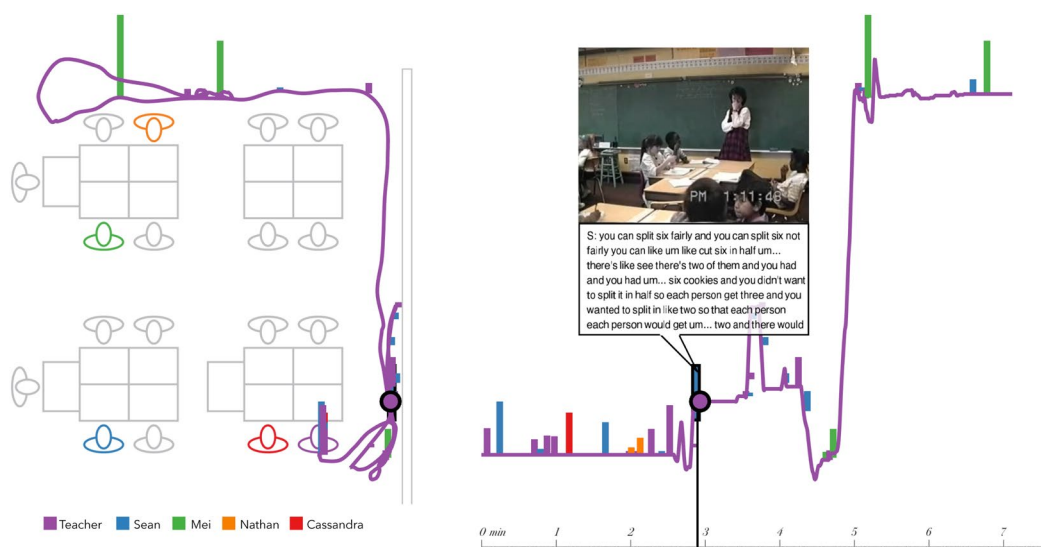 PM 1:11:48
S: you can split six fairly and you can split six not
fairly you can like um like cut six in half um...
there's like see there's two of them and you had
and you had um... six cookies and you didn't want
to split it in half so each person get three and you
wanted to split in like two so that each person
each person would get um... two and there would
Teacher Sean Mei Nathan Cassandra
0 min 1 2 3 4 5 6 7